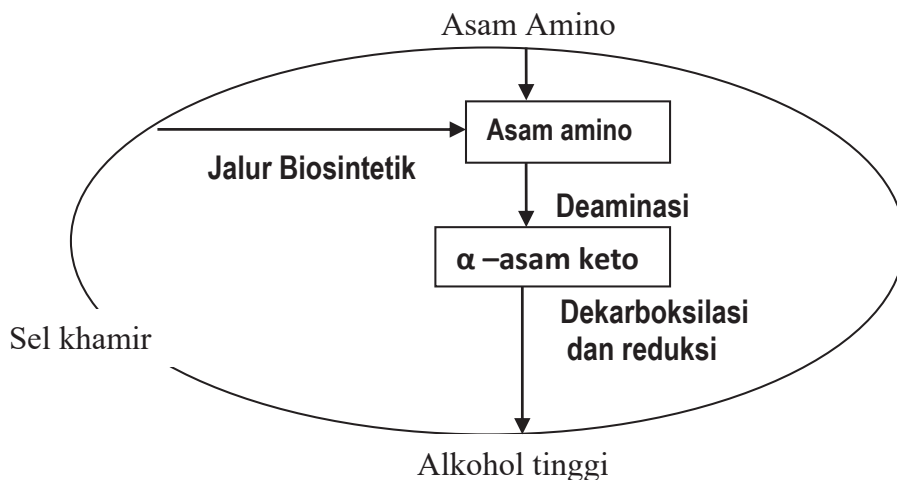 Asam Amino
Asam amino
Jalur Biosintetik
Deaminasi
α –asam keto
Dekarboksilasi
dan reduksi
Sel khamir
Alkohol tinggi